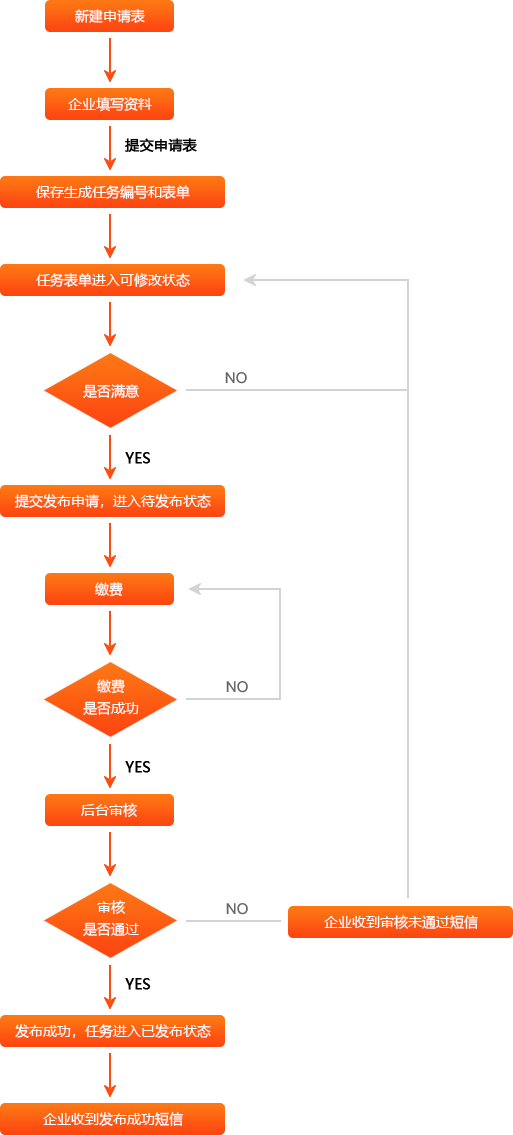 新建申请表
企业填写资料
提交申请表
保存生成任务编号和表单
任务表单进入可修改状态
是否满意
NO
YES
提交发布申请，进入待发布状态
缴费
缴费
是否成功
NO
YES
后台审核
审核
是否通过
NO
企业收到审核未通过短信
YES
发布成功，任务进入已发布状态
企业收到发布成功短信